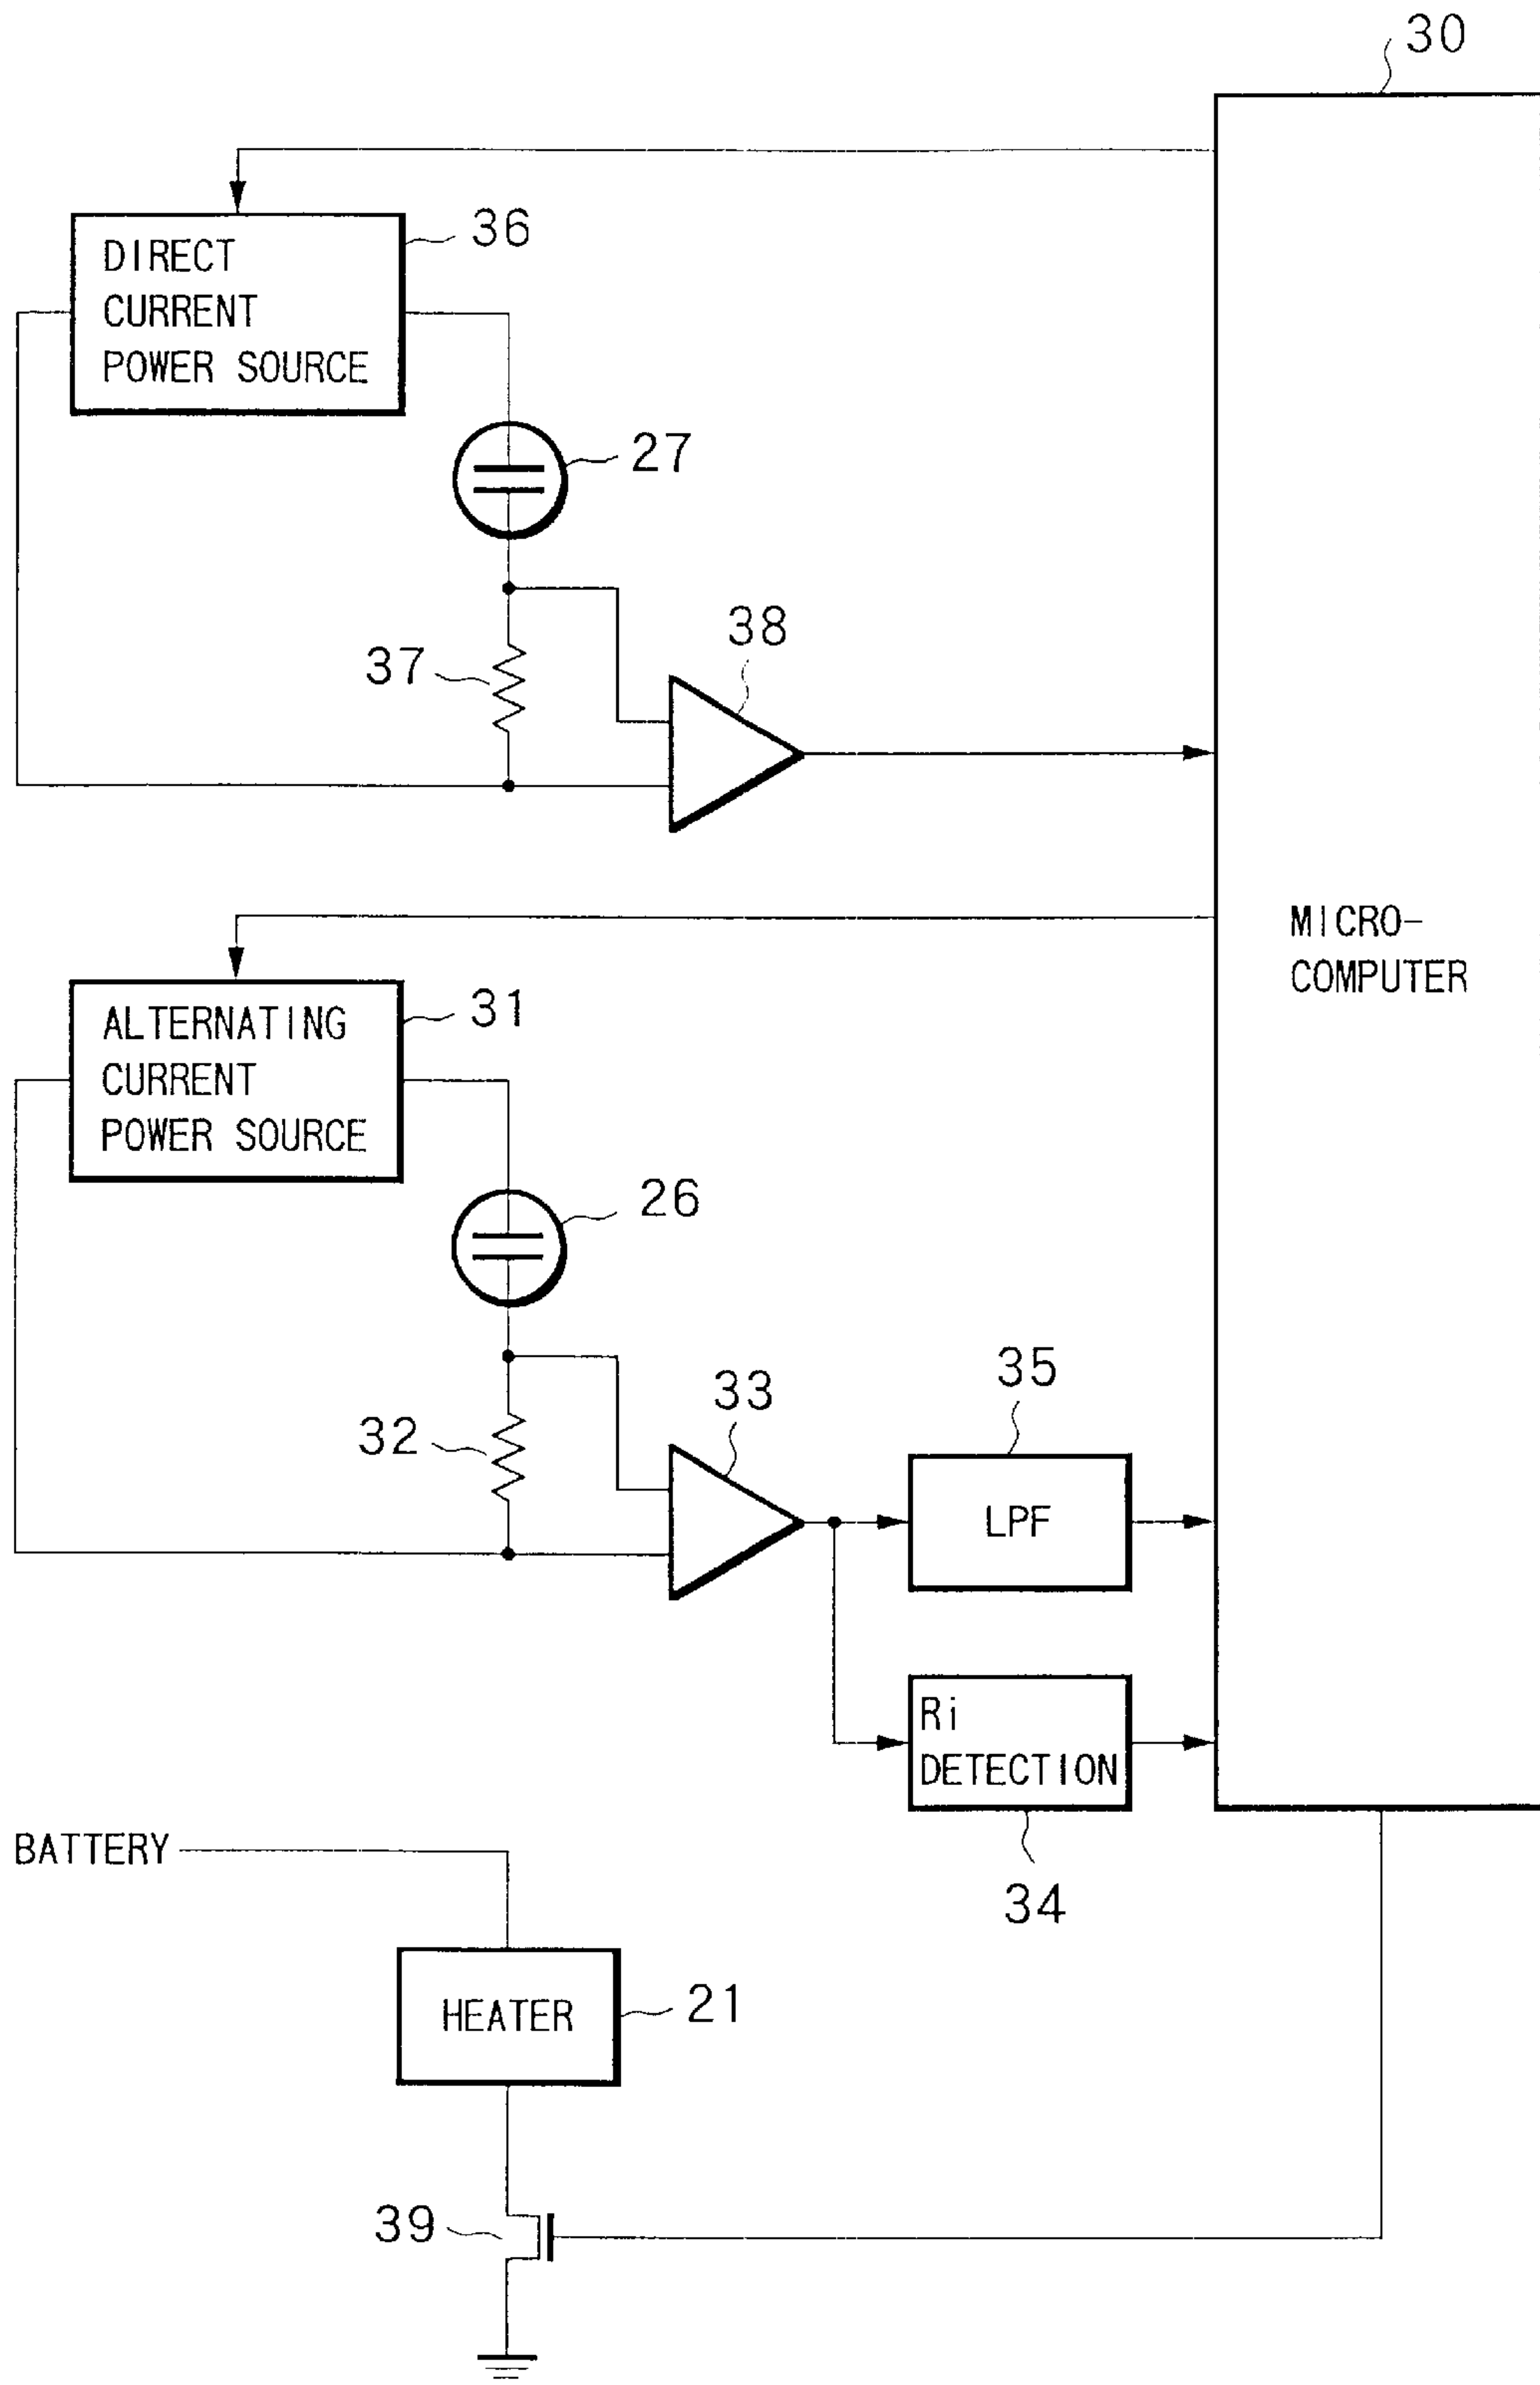 30
DIRECT
CURRENT
POWER SOURCE
36
27
37
38
MICRO-
COMPUTER
ALTERNATING
CURRENT
POWER SOURCE
31
26
32
33
35
LPF
Ri
DETECTION
34
BATTERY
HEATER
21
39